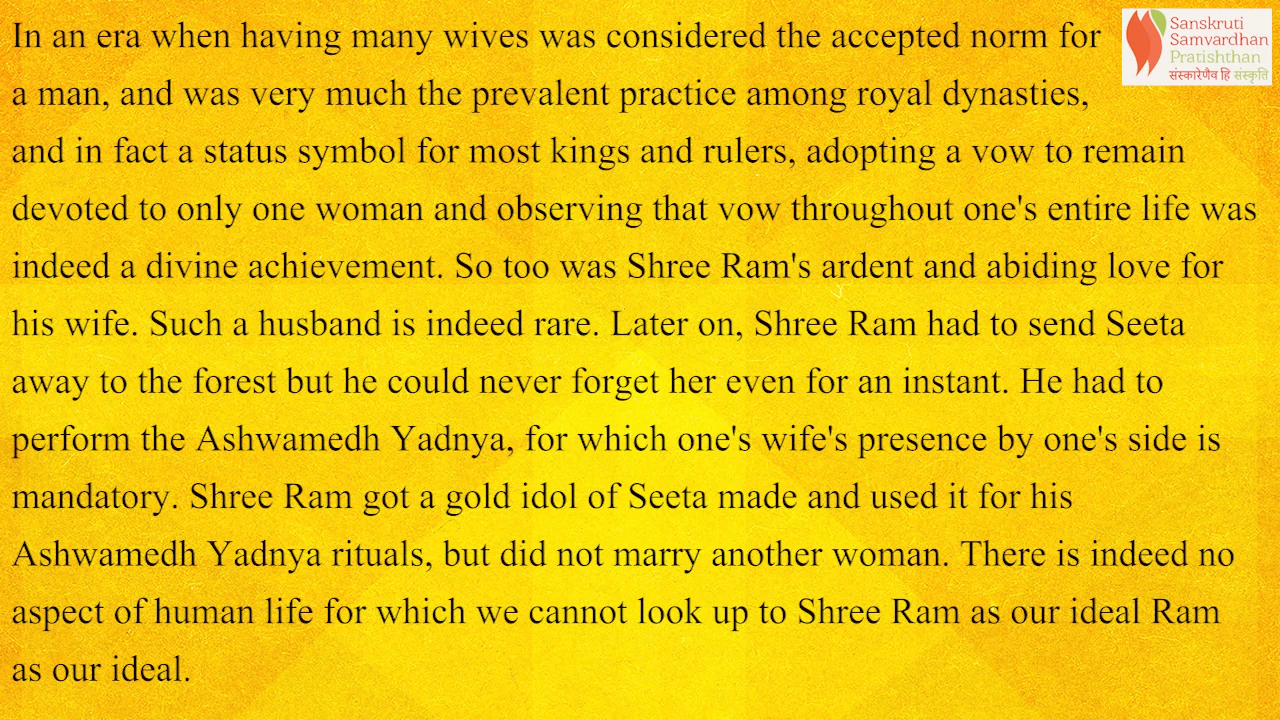 In an era when having many wives was considered the accepted norm for
a man, and was very much the prevalent practice among royal dynasties,
and in fact a status symbol for most kings and rulers, adopting a vow to remain
devoted to only one woman and observing that vow throughout one's entire life was
indeed a divine achievement. So too was Shree Ram's ardent and abiding love for
his wife. Such a husband is indeed rare. Later on, Shree Ram had to send Seeta
away to the forest but he could never forget her even for an instant. He had to
perform the Ashwamedh Yadnya, for which one's wife's presence by one's side is
mandatory. Shree Ram got a gold idol of Seeta made and used it for his
Ashwamedh Yadnya rituals, but did not marry another woman. There is indeed no
aspect of human life for which we cannot look up to Shree Ram as our ideal Ram
as our ideal.
Sanskruti
Samvardhan
Pratishthan
संस्कारेणैव हि संस्कृति